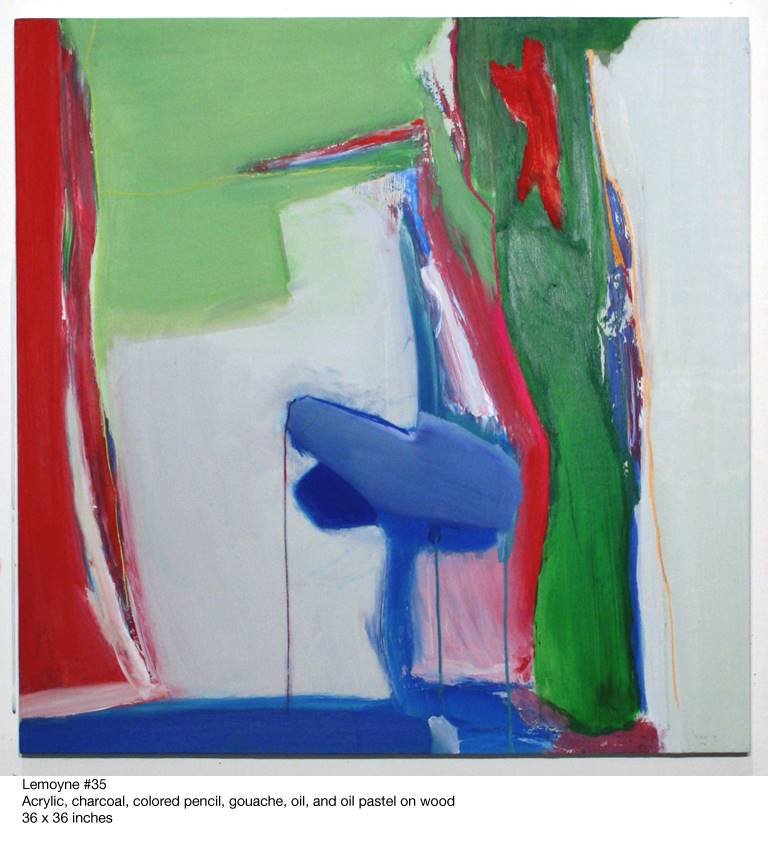 Lemoyne #35
Acrylic, charcoal, colored pencil, gouache, oil, and oil pastel on wood
36 x 36 inches